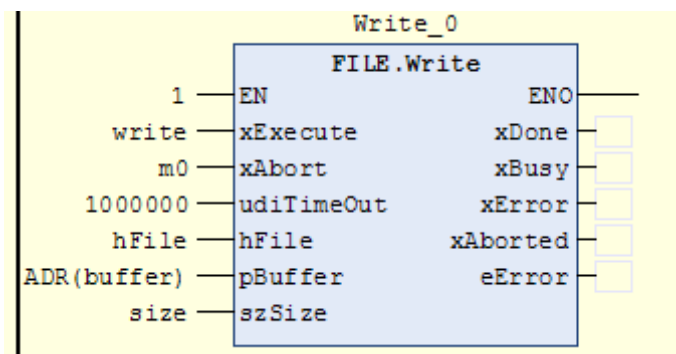 Write_0
FILE.Write
1 EN ENO
write xExecute xDone
m0 xAbort xBusy
1000000 udiTimeOut xError
hFile hFile xAborted
ADR(buffer) pBuffer eError
size szSize